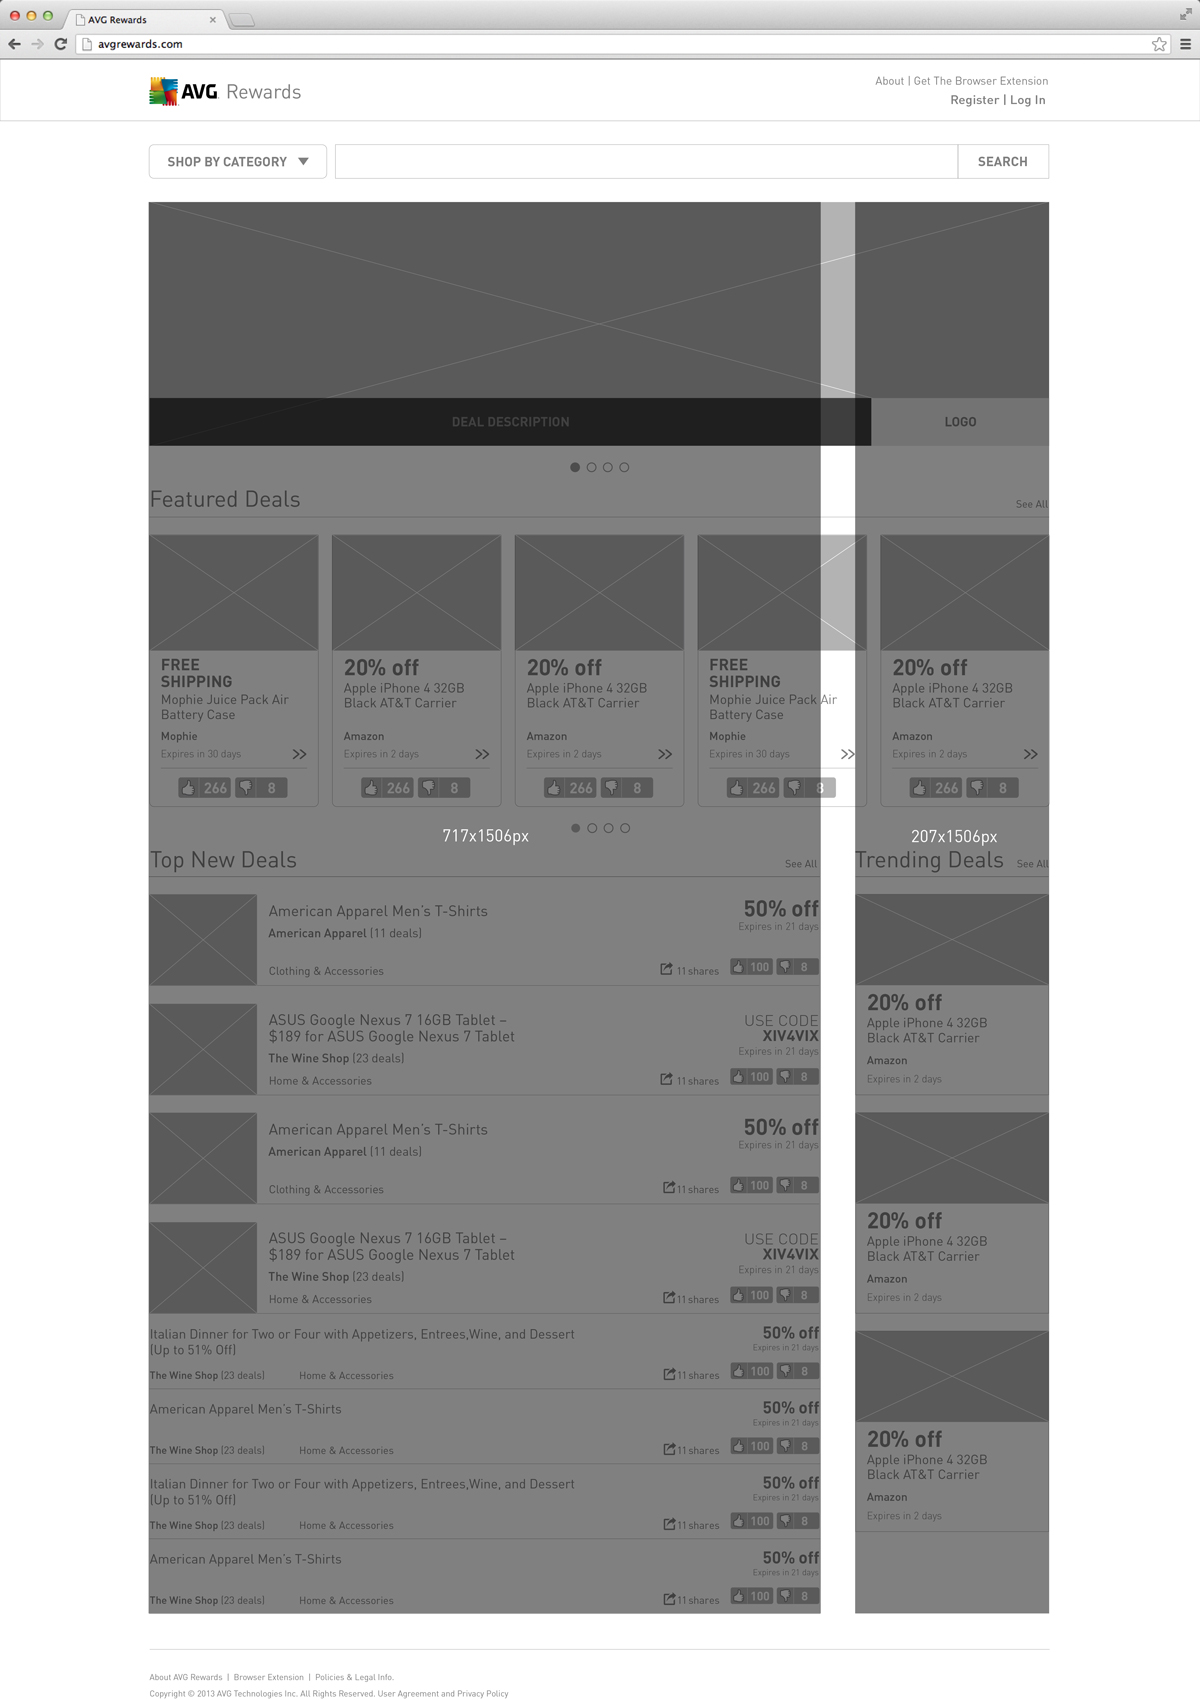 AVG Rewards
avgrewards.com
AVG Rewards
About | Get The Browser Extension
Register | Log In
SHOP BY CATEGORY
SEARCH
DEAL DESCRIPTION
LOGO
Featured Deals
See All
FREE
SHIPPING
Mophie Juice Pack Air
Battery Case
Mophie
Expires in 30 days
266 8
20% off
Apple iPhone 4 32GB
Black AT&T Carrier
Amazon
Expires in 2 days
266 8
20% off
Apple iPhone 4 32GB
Black AT&T Carrier
Amazon
Expires in 2 days
266 8
FREE
SHIPPING
Mophie Juice Pack Air
Battery Case
Mophie
Expires in 30 days
266 8
20% off
Apple iPhone 4 32GB
Black AT&T Carrier
Amazon
Expires in 2 days
266 8
717x1506px
207x1506px
Top New Deals
See All
American Apparel Men's T-Shirts
American Apparel (11 deals)
Clothing & Accessories
50% off
Expires in 21 days
11 shares 100 8
ASUS Google Nexus 7 16GB Tablet –
$189 for ASUS Google Nexus 7 Tablet
The Wine Shop (23 deals)
Home & Accessories
USE CODE
XIV4VIX
Expires in 21 days
11 shares 100 8
American Apparel Men's T-Shirts
American Apparel (11 deals)
Clothing & Accessories
50% off
Expires in 21 days
11 shares 100 8
ASUS Google Nexus 7 16GB Tablet –
$189 for ASUS Google Nexus 7 Tablet
The Wine Shop (23 deals)
Home & Accessories
USE CODE
XIV4VIX
Expires in 21 days
11 shares 100 8
Italian Dinner for Two or Four with Appetizers, Entrees,Wine, and Dessert
(Up to 51% Off)
The Wine Shop (23 deals) Home & Accessories
50% off
Expires in 21 days
11 shares 100 8
American Apparel Men's T-Shirts
The Wine Shop (23 deals) Home & Accessories
50% off
Expires in 21 days
11 shares 100 8
Italian Dinner for Two or Four with Appetizers, Entrees,Wine, and Dessert
(Up to 51% Off)
The Wine Shop (23 deals) Home & Accessories
50% off
Expires in 21 days
11 shares 100 8
American Apparel Men's T-Shirts
The Wine Shop (23 deals) Home & Accessories
50% off
Expires in 21 days
11 shares 100 8
Trending Deals
See All
20% off
Apple iPhone 4 32GB
Black AT&T Carrier
Amazon
Expires in 2 days
20% off
Apple iPhone 4 32GB
Black AT&T Carrier
Amazon
Expires in 2 days
20% off
Apple iPhone 4 32GB
Black AT&T Carrier
Amazon
Expires in 2 days
About AVG Rewards | Browser Extension | Policies & Legal Info.
Copyright © 2013 AVG Technologies Inc. All Rights Reserved. User Agreement and Privacy Policy